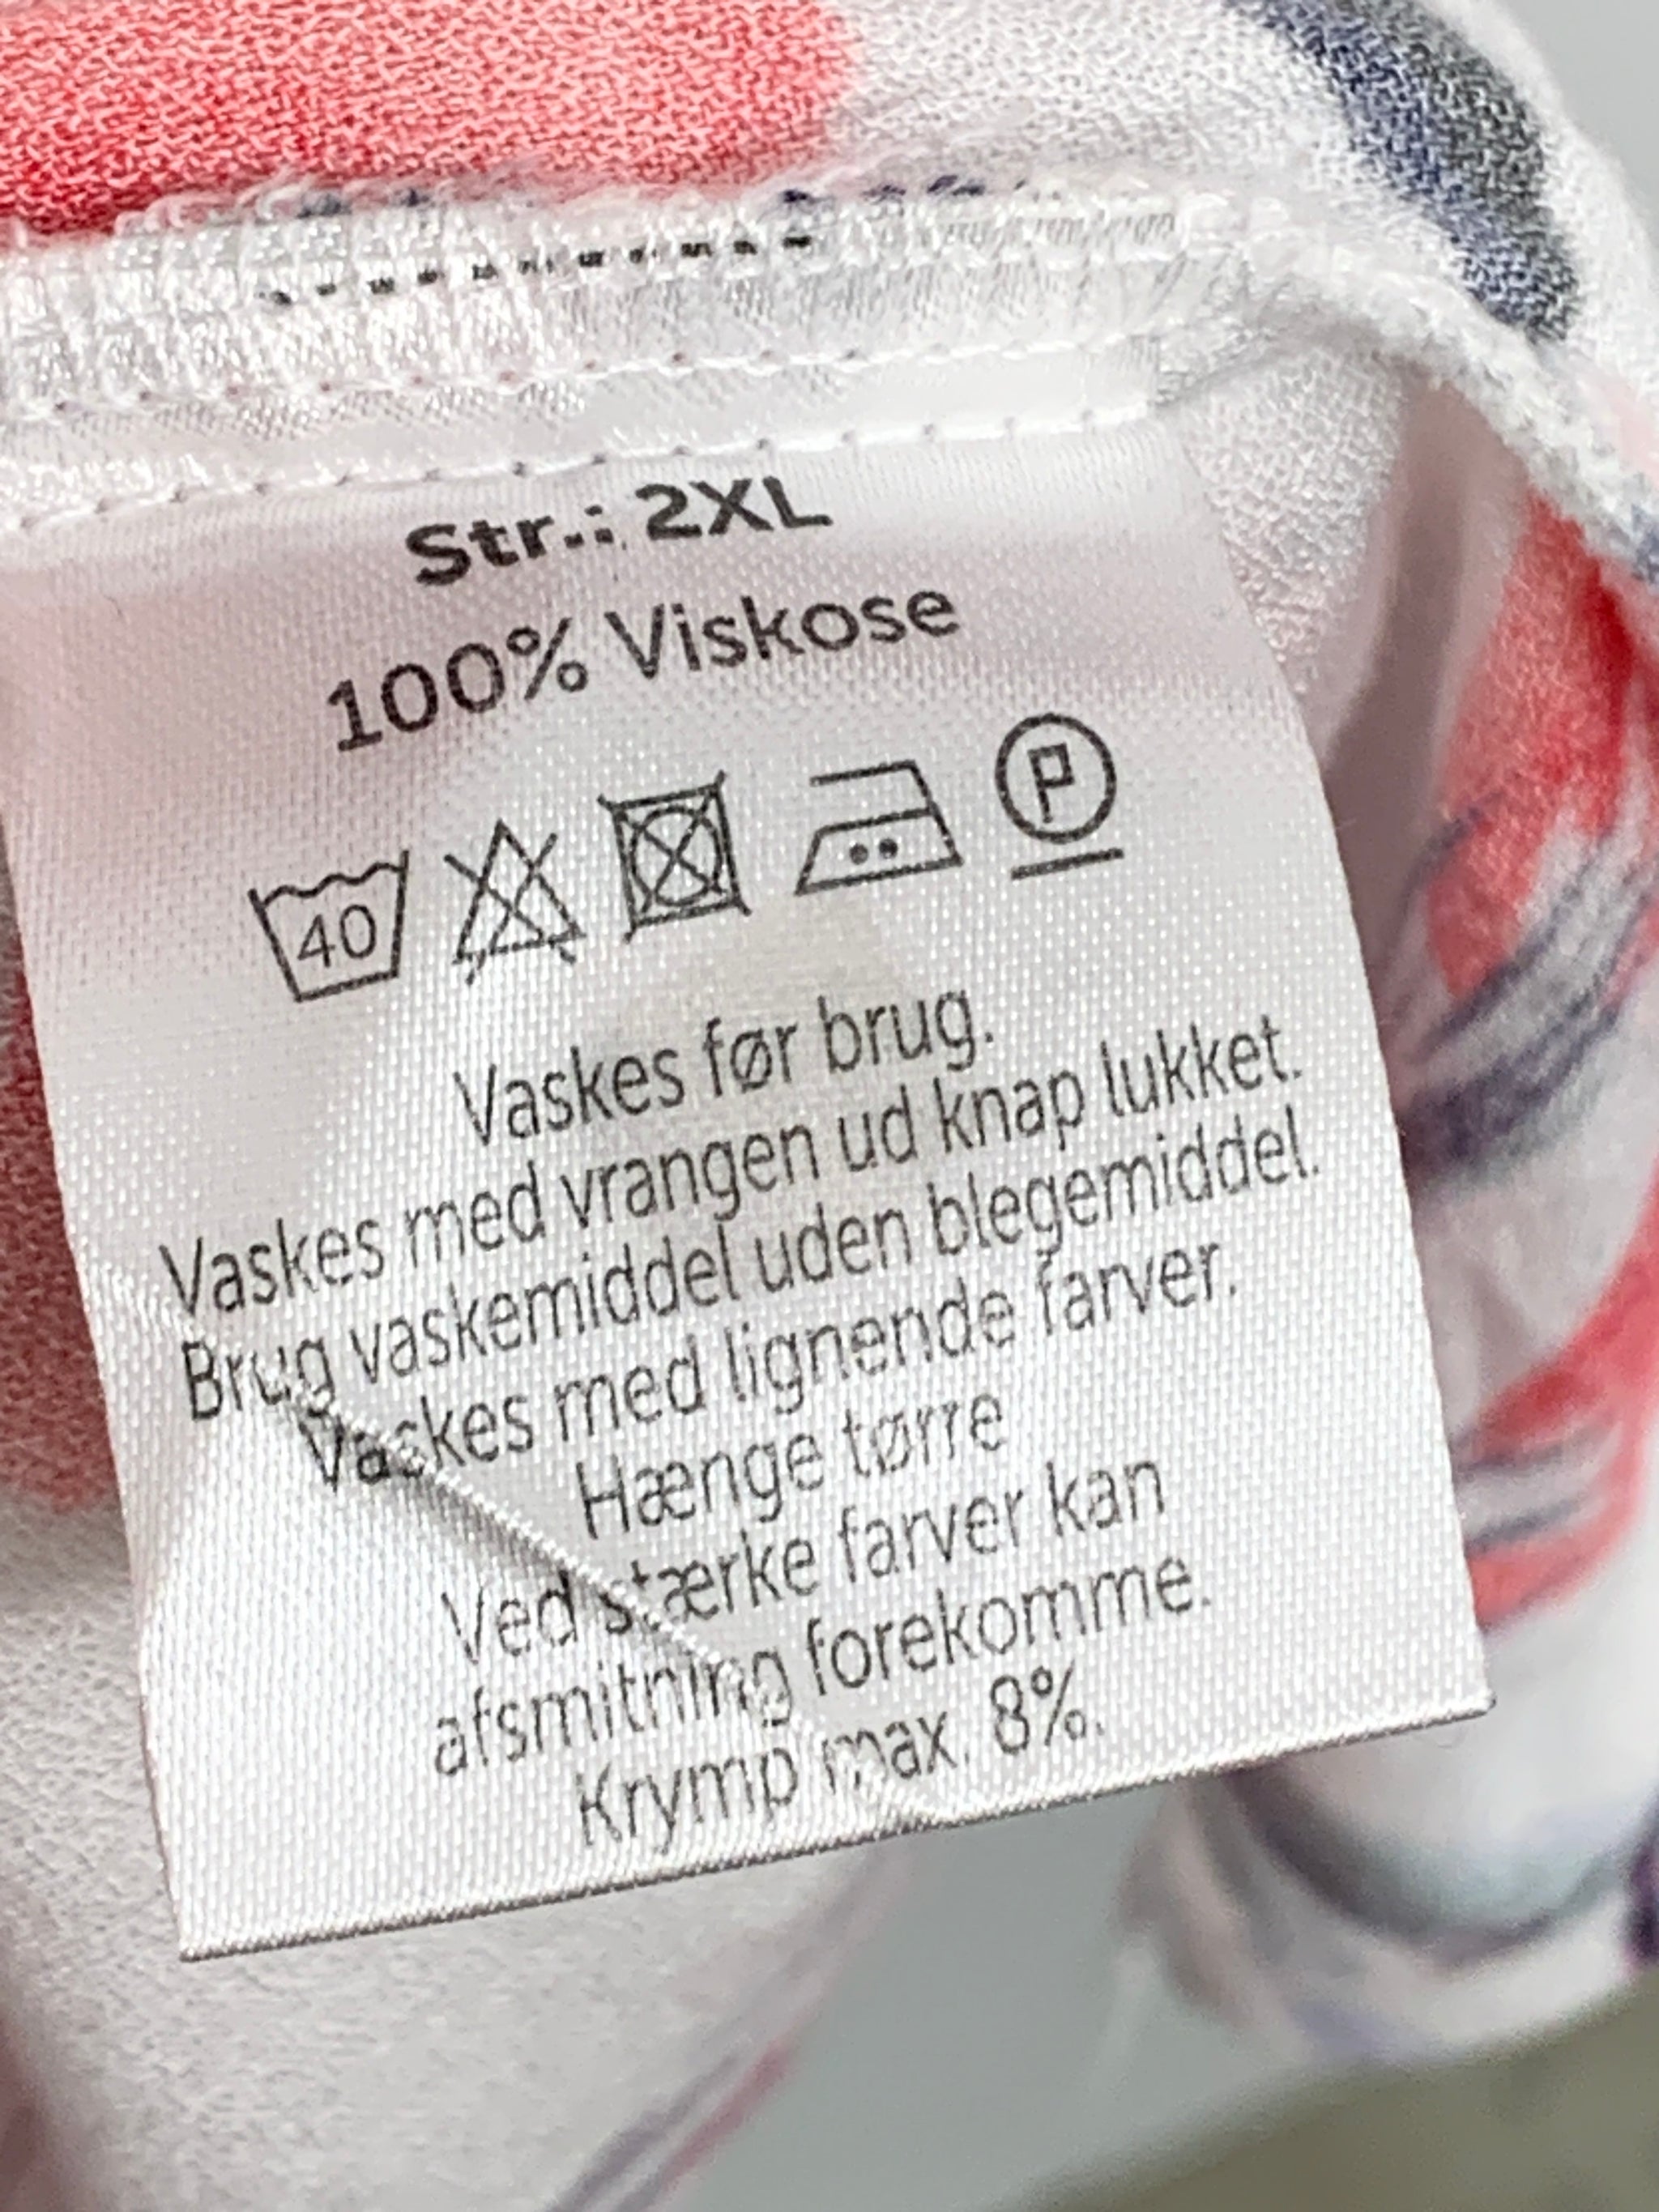 Str.: 2XL
100% Viskose
40
P
Vaskes før brug.
Vaskes med vrangen ud knap lukket.
Brug vaskemiddel uden blegemiddel.
Vaskes med lignende farver.
Hænge tørre
Ved stærke farver kan
afsmitning forekomme.
Krymp max. 8%.